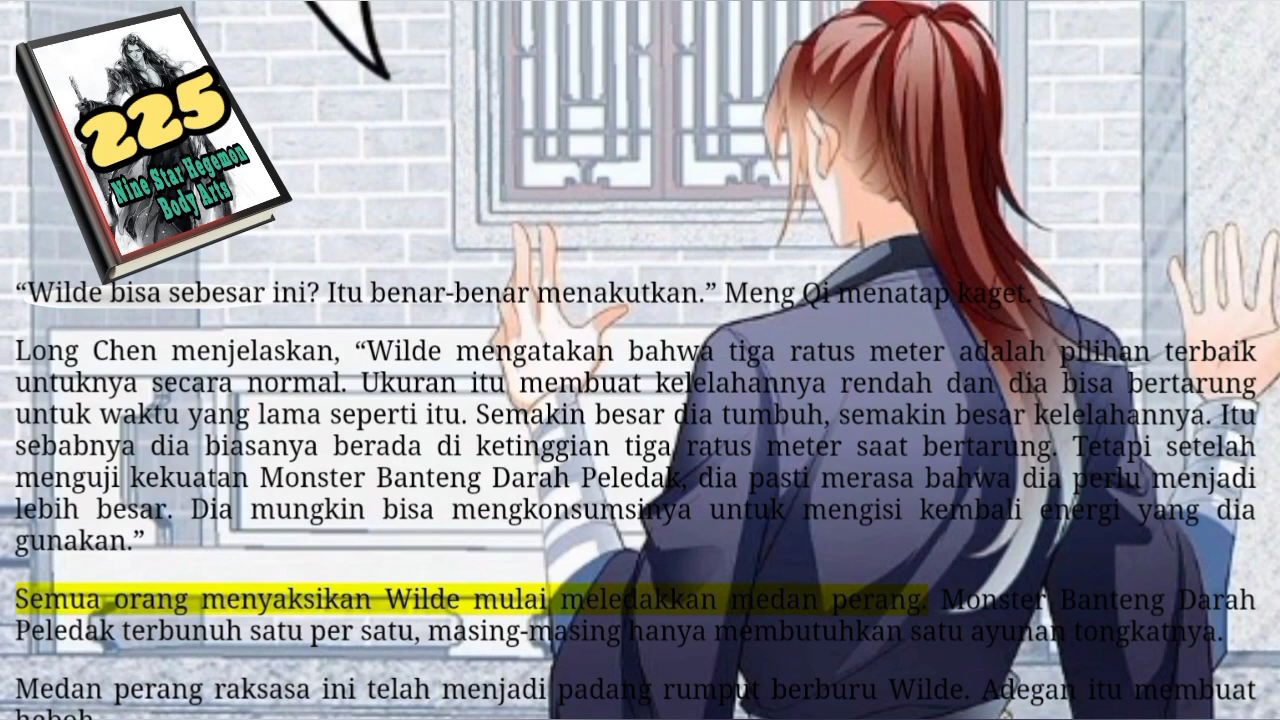 225
Nine Star Hegemon
Body Arts
“Wilde bisa sebesar ini? Itu benar-benar menakutkan.” Meng Qi menatap kaget.
Long Chen menjelaskan, “Wilde mengatakan bahwa tiga ratus meter adalah pilihan terbaik
untuknya secara normal. Ukuran itu membuat kelelahannya rendah dan dia bisa bertarung
untuk waktu yang lama seperti itu. Semakin besar dia tumbuh, semakin besar kelelahannya. Itu
sebabnya dia biasanya berada di ketinggian tiga ratus meter saat bertarung. Tetapi setelah
menguji kekuatan Monster Banteng Darah Peledak, dia pasti merasa bahwa dia perlu menjadi
lebih besar. Dia mungkin bisa mengkonsumsinya untuk mengisi kembali energi yang dia
gunakan.”
Semua orang menyaksikan Wilde mulai meledakkan medan perang. Monster Banteng Darah
Peledak terbunuh satu per satu, masing-masing hanya membutuhkan satu ayunan tongkatnya.
Medan perang raksasa ini telah menjadi padang rumput berburu Wilde. Adegan itu membuat
heboh.